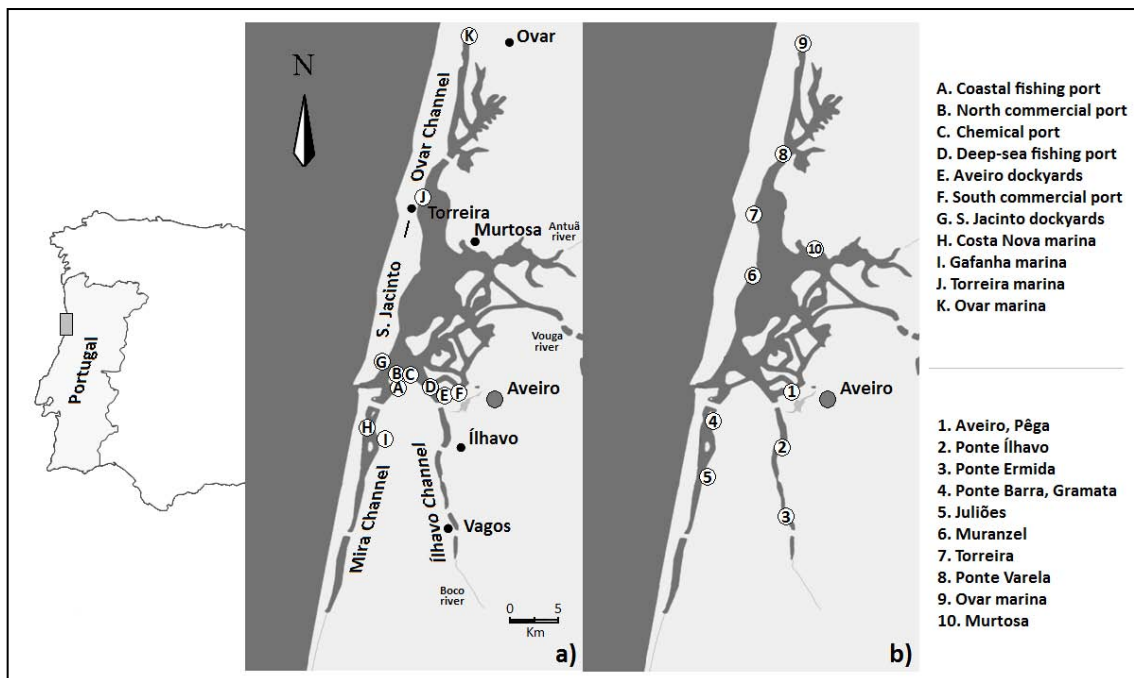 Portugal
N
K
Ovar
Ovar Channel
J
Torreira
Murtosa
Antuã
river
S. Jacinto
Vouga
river
G
B
C
A
D
E
F
Aveiro
H
I
Ílhavo
Mira Channel
Ílhavo Channel
Vagos
Boco
river
0 5
Km
a)
9
8
7
10
6
1
Aveiro
4
2
5
3
b)
A. Coastal fishing port
B. North commercial port
C. Chemical port
D. Deep-sea fishing port
E. Aveiro dockyards
F. South commercial port
G. S. Jacinto dockyards
H. Costa Nova marina
I. Gafanha marina
J. Torreira marina
K. Ovar marina
1. Aveiro, Pêga
2. Ponte Ílhavo
3. Ponte Ermida
4. Ponte Barra, Gramata
5. Juliões
6. Muranzel
7. Torreira
8. Ponte Varela
9. Ovar marina
10. Murtosa